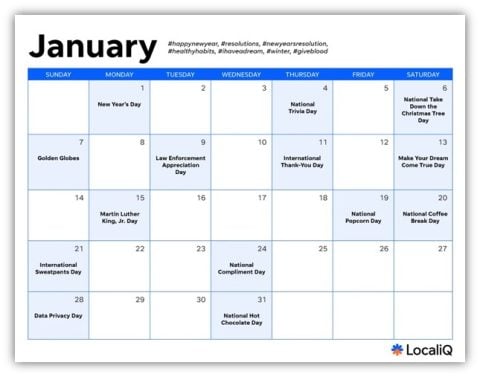 January
#happynewyear, #resolutions, #newyearsresolution,
#healthyhabits, #ihaveadream, #winter, #giveblood
SUNDAY MONDAY TUESDAY WEDNESDAY THURSDAY FRIDAY SATURDAY
1 2 3 4 5 6
New Year's Day
National
Trivia Day
National Take
Down the
Christmas Tree
Day
7 8 9 10 11 12 13
Golden Globes
Law Enforcement
Appreciation
Day
International
Thank-You Day
Make Your Dream
Come True Day
14 15 16 17 18 19 20
Martin Luther
King, Jr. Day
National
Popcorn Day
National Coffee
Break Day
21 22 23 24 25 26 27
International
Sweatpants Day
National
Compliment Day
28 29 30 31
Data Privacy Day
National Hot
Chocolate Day
LocaliQ